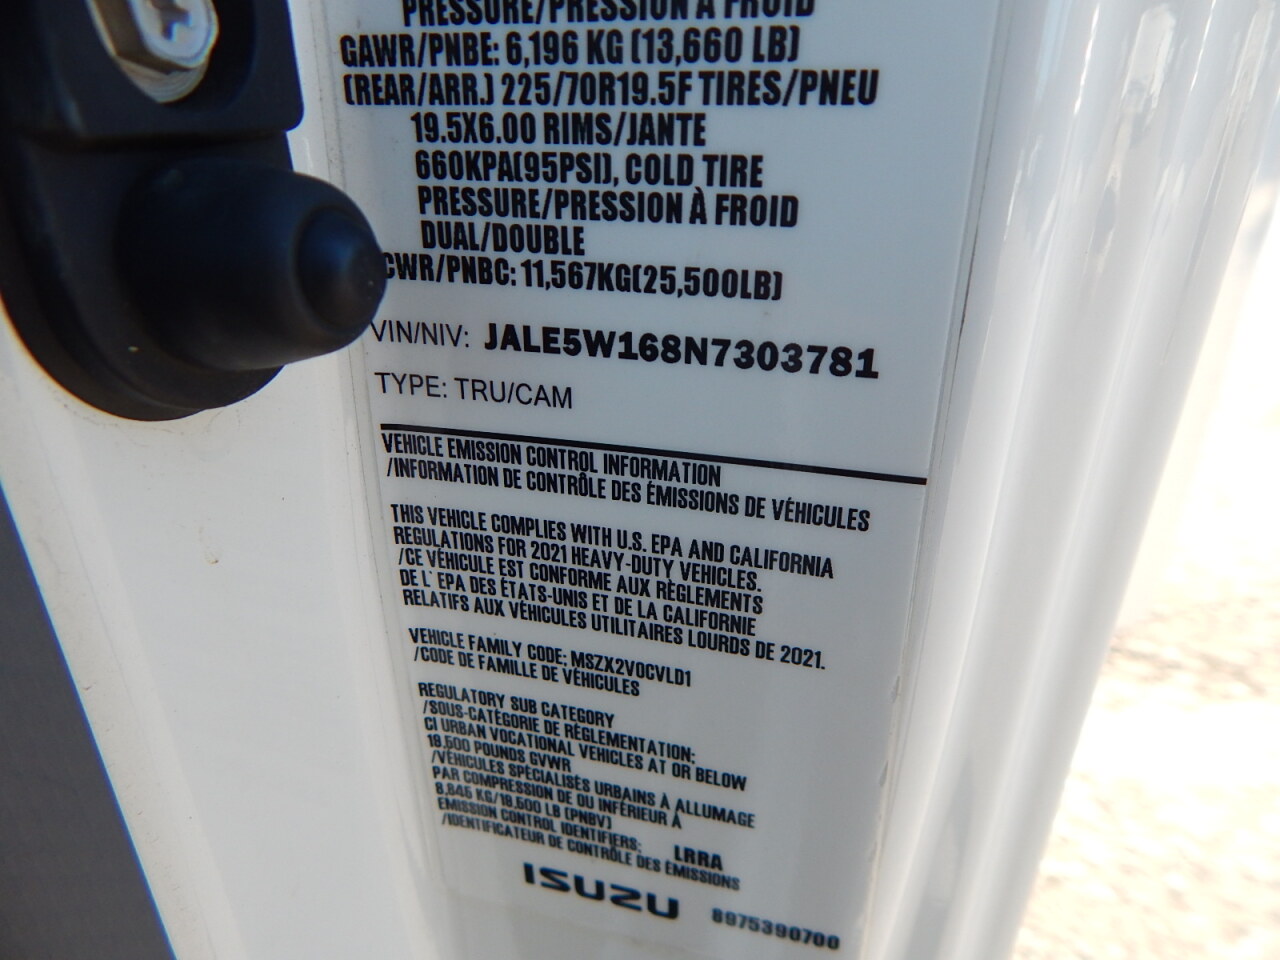 PRESSURE/PRESSION À FROID
GAWR/PNBE: 6,196 KG (13,660 LB)
(REAR/ARR.) 225/70R19.5F TIRES/PNEU
19.5X6.00 RIMS/JANTE
660KPA(95PSI), COLD TIRE
PRESSURE/PRESSION À FROID
DUAL/DOUBLE
CWR/PNBC: 11,567KG(25,500LB)
VIN/NIV: JALE5W168N7303781
TYPE: TRU/CAM
VEHICLE EMISSION CONTROL INFORMATION
/INFORMATION DE CONTRÔLE DES ÉMISSIONS DE VÉHICULES
THIS VEHICLE COMPLIES WITH U.S. EPA AND CALIFORNIA
REGULATIONS FOR 2021 HEAVY-DUTY VEHICLES.
/CE VÉHICULE EST CONFORME AUX RÈGLEMENTS
DE L' EPA DES ÉTATS-UNIS ET DE LA CALIFORNIE
RELATIFS AUX VÉHICULES UTILITAIRES LOURDS DE 2021.
VEHICLE FAMILY CODE: MSZX2VOCVLD1
/CODE DE FAMILLE DE VÉHICULES
REGULATORY SUB CATEGORY
/SOUS-CATÉGORIE DE RÈGLEMENTATION:
CI URBAN VOCATIONAL VEHICLES AT OR BELOW
19,500 POUNDS GVWR
/VÉHICULES SPÉCIALISÉS URBAINS À ALLUMAGE
PAR COMPRESSION DE OU INFÉRIEUR À
8,845 KG/19,500 LB (PNBV)
EMISSION CONTROL IDENTIFIERS: LRRA
/IDENTIFICATEUR DE CONTRÔLE DES ÉMISSIONS
ISUZU 8975390700